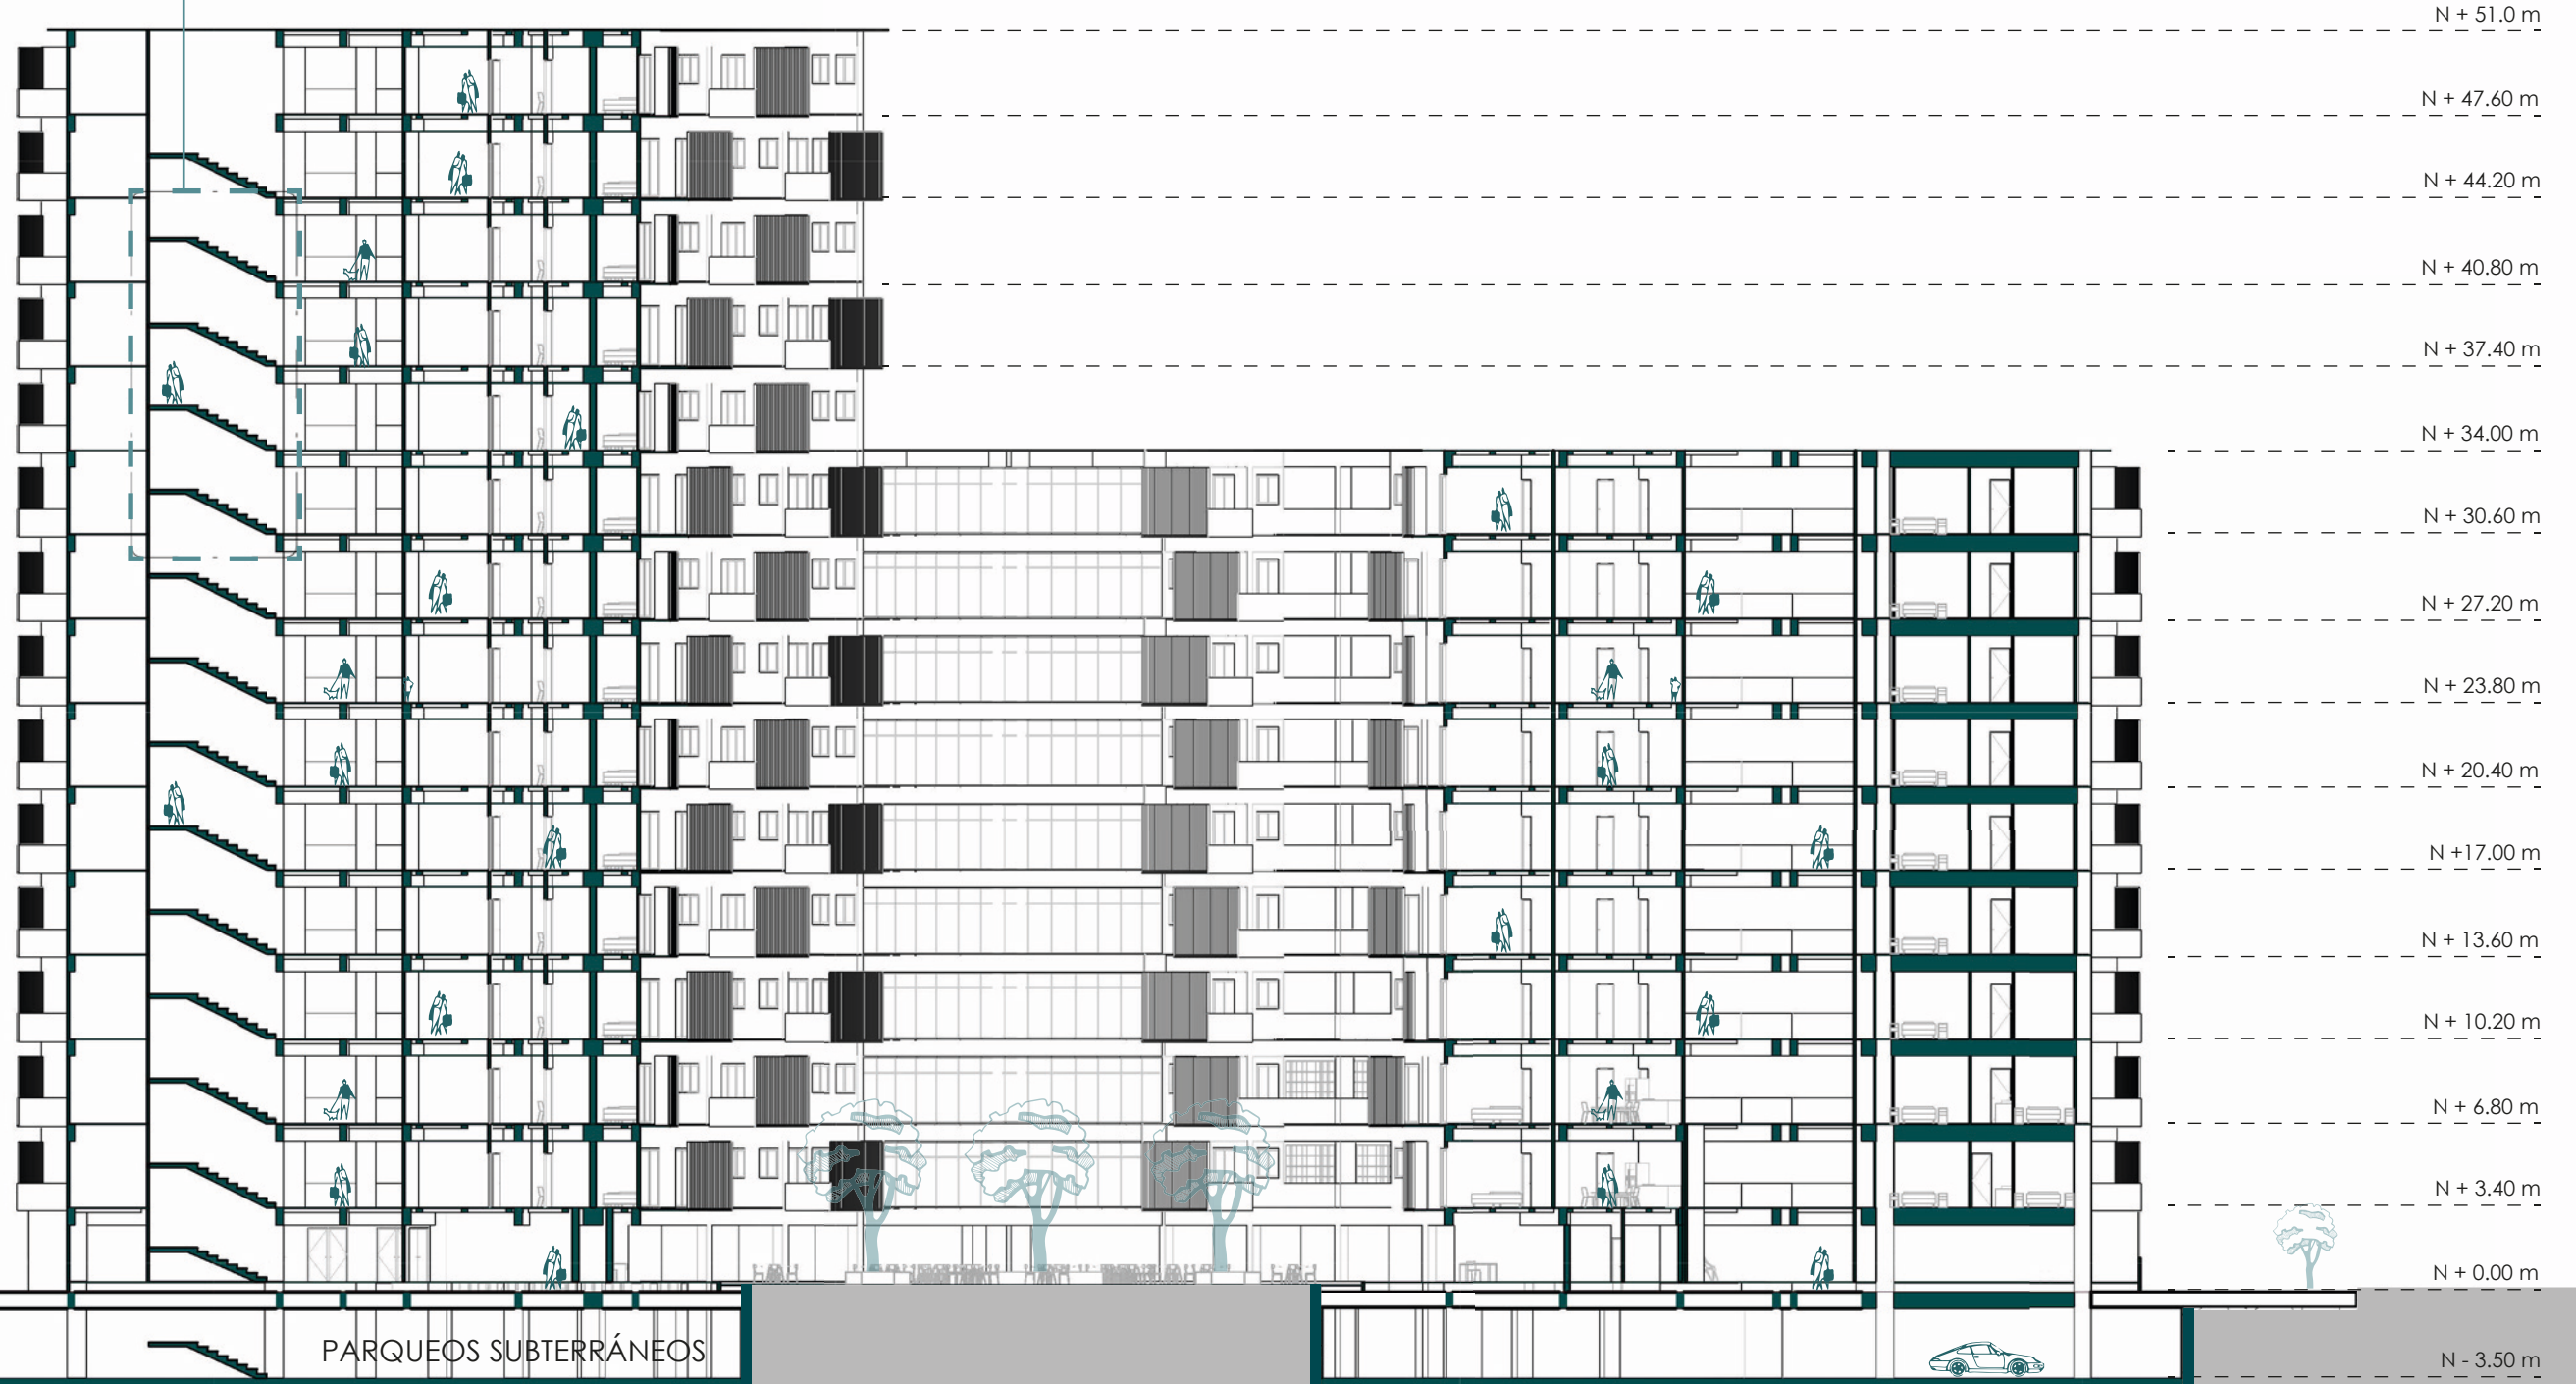 N + 51.0 m
N + 47.60 m
N + 44.20 m
N + 40.80 m
N + 37.40 m
N + 34.00 m
N + 30.60 m
N + 27.20 m
N + 23.80 m
N + 20.40 m
N +17.00 m
N + 13.60 m
N + 10.20 m
N + 6.80 m
N + 3.40 m
N + 0.00 m
PARQUEOS SUBTERRÁNEOS
N - 3.50 m